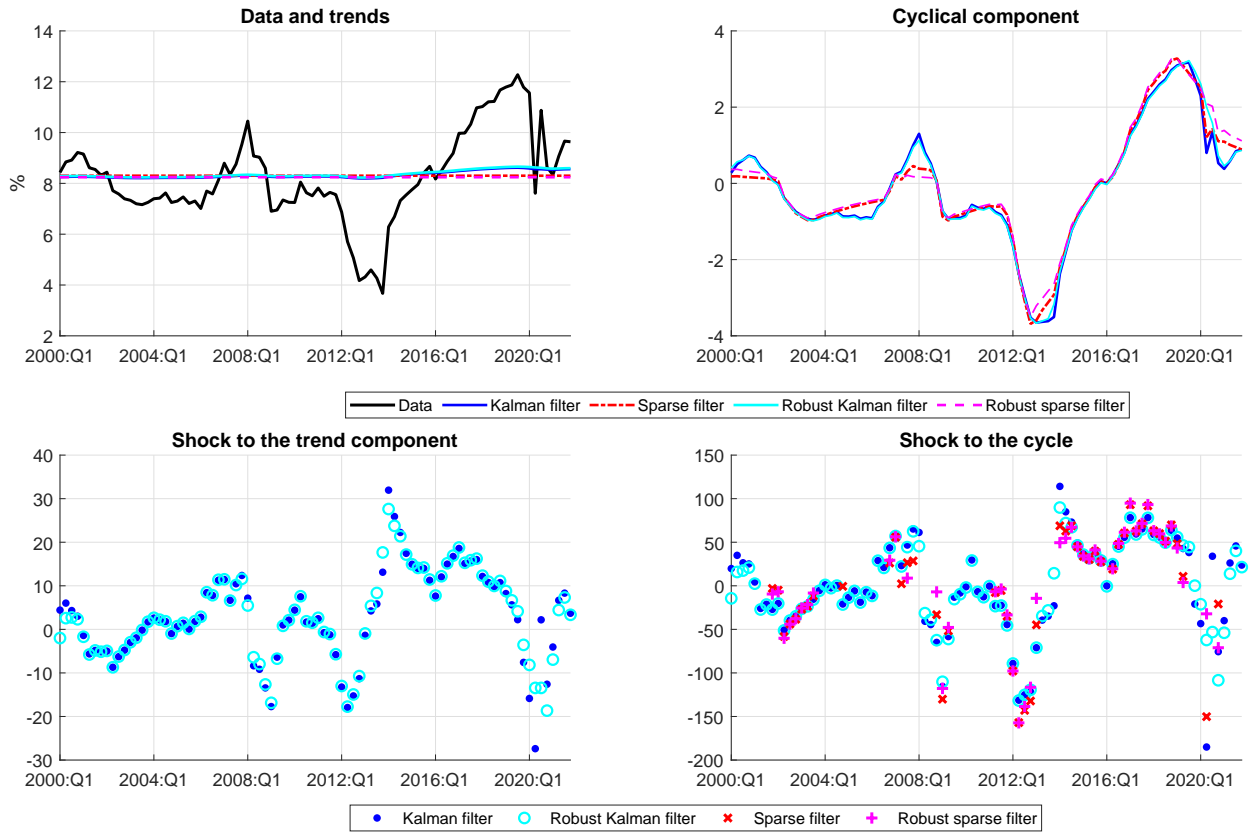 Data and trends
14
12
10
8
6
4
2
%
2000:Q1 2004:Q1 2008:Q1 2012:Q1 2016:Q1 2020:Q1
Cyclical component
4
2
0
-2
-4
2000:Q1 2004:Q1 2008:Q1 2012:Q1 2016:Q1 2020:Q1
Data Kalman filter Sparse filter Robust Kalman filter Robust sparse filter
Shock to the trend component
40
30
20
10
0
-10
-20
-30
2000:Q1 2004:Q1 2008:Q1 2012:Q1 2016:Q1 2020:Q1
Shock to the cycle
150
100
50
0
-50
-100
-150
-200
2000:Q1 2004:Q1 2008:Q1 2012:Q1 2016:Q1 2020:Q1
Kalman filter Robust Kalman filter Sparse filter Robust sparse filter